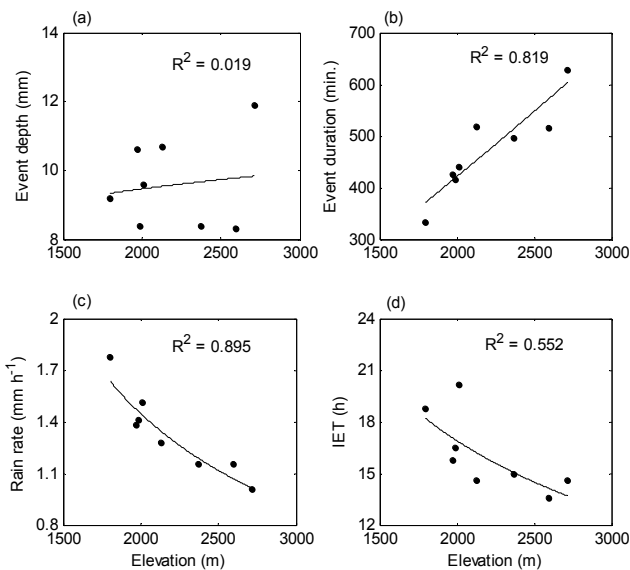 (a)
R² = 0.019
Event depth (mm)
14
12
10
8
1500 2000 2500 3000
(b)
R² = 0.819
Event duration (min.)
700
600
500
400
300
1500 2000 2500 3000
(c)
R² = 0.895
Rain rate (mm h⁻¹)
2
1.7
1.4
1.1
0.8
1500 2000 2500 3000
Elevation (m)
(d)
R² = 0.552
IET (h)
24
21
18
15
12
1500 2000 2500 3000
Elevation (m)